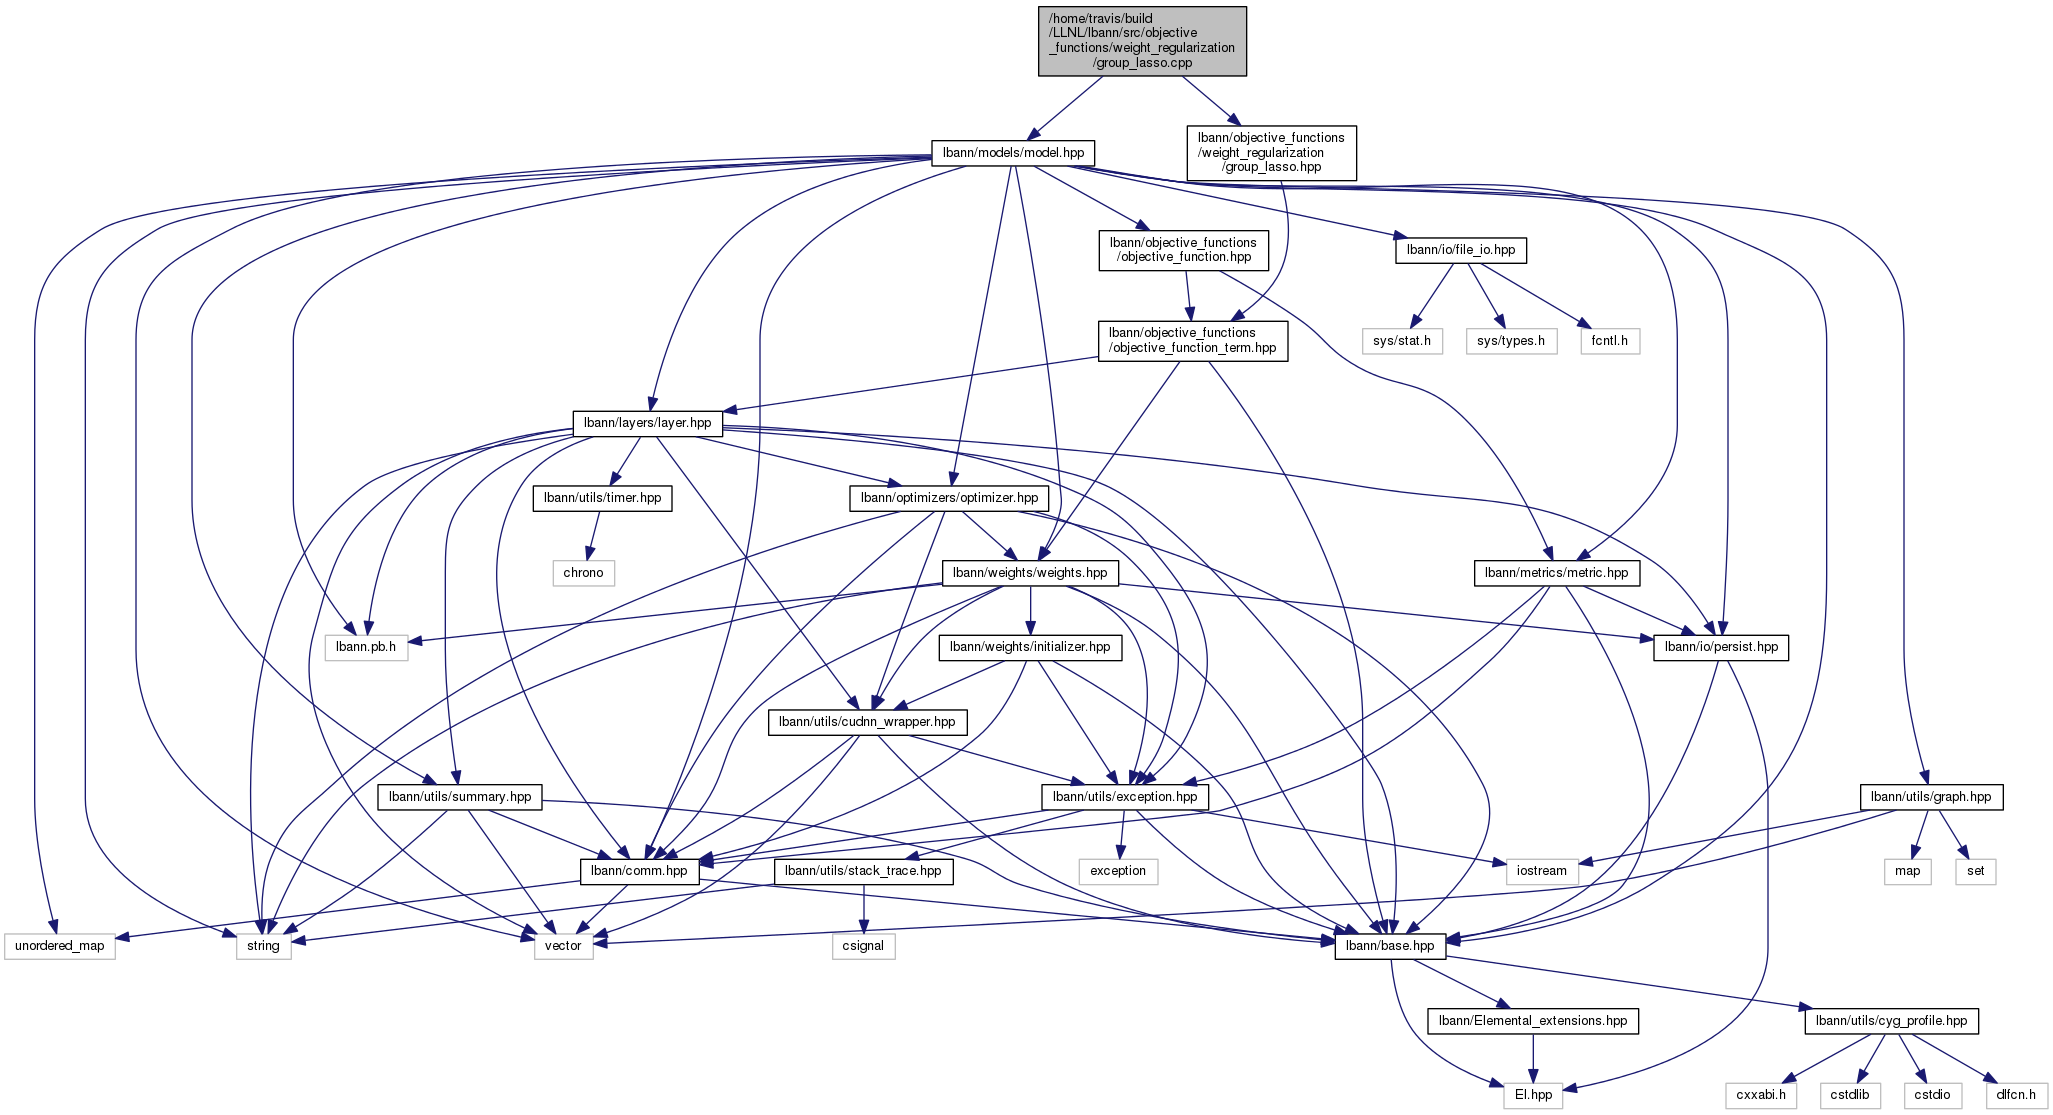 /home/travis/build
/LLNL/lbann/src/objective
_functions/weight_regularization
/group_lasso.cpp
lbann/models/model.hpp
lbann/objective_functions
/weight_regularization
/group_lasso.hpp
lbann/objective_functions
/objective_function.hpp
lbann/io/file_io.hpp
lbann/objective_functions
/objective_function_term.hpp
sys/stat.h
sys/types.h
fcntl.h
lbann/layers/layer.hpp
lbann/utils/timer.hpp
lbann/optimizers/optimizer.hpp
chrono
lbann/weights/weights.hpp
lbann/metrics/metric.hpp
lbann.pb.h
lbann/weights/initializer.hpp
lbann/io/persist.hpp
lbann/utils/cudnn_wrapper.hpp
lbann/utils/summary.hpp
lbann/utils/exception.hpp
lbann/utils/graph.hpp
lbann/comm.hpp
lbann/utils/stack_trace.hpp
exception
iostream
map
set
unordered_map
string
vector
csignal
lbann/base.hpp
lbann/Elemental_extensions.hpp
lbann/utils/cyg_profile.hpp
El.hpp
cxxabi.h
cstdlib
cstdio
dlfcn.h